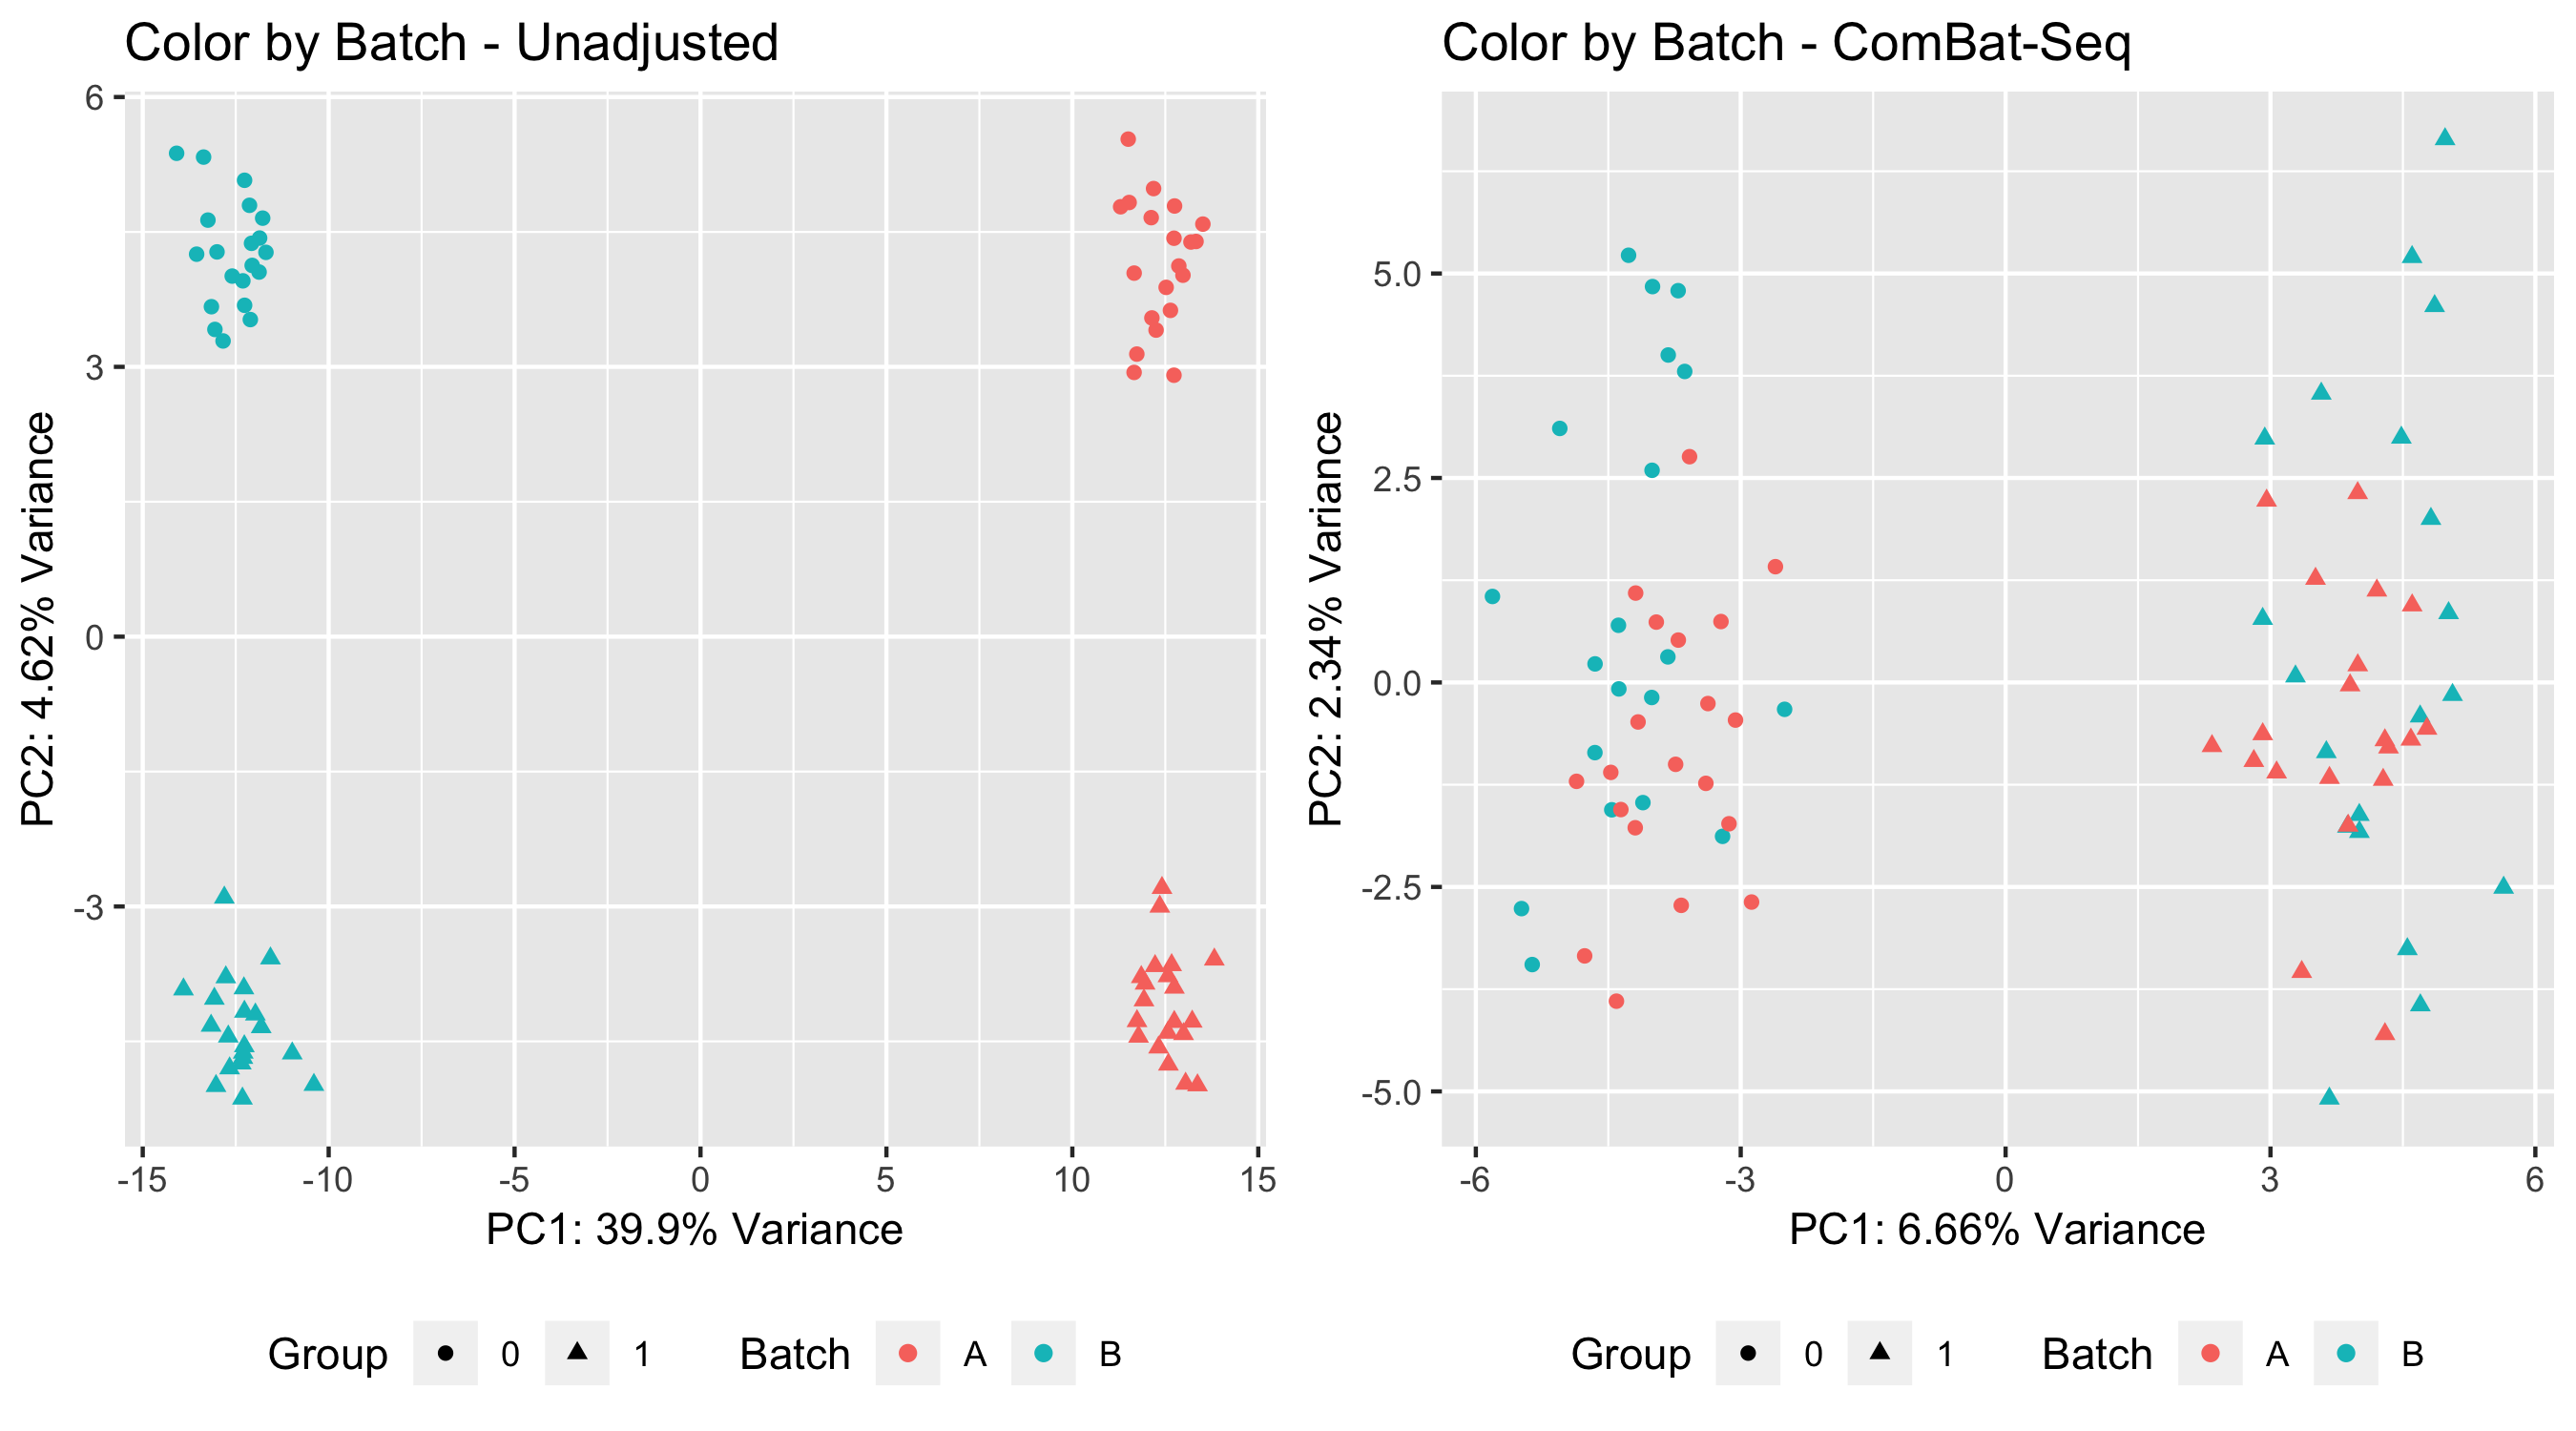 Color by Batch - Unadjusted
6
3
0
-3
PC2: 4.62% Variance
-15 -10 -5 0 5 10 15
PC1: 39.9% Variance
Group 0 1 Batch A B
Color by Batch - ComBat-Seq
5.0
2.5
0.0
-2.5
-5.0
PC2: 2.34% Variance
-6 -3 0 3 6
PC1: 6.66% Variance
Group 0 1 Batch A B